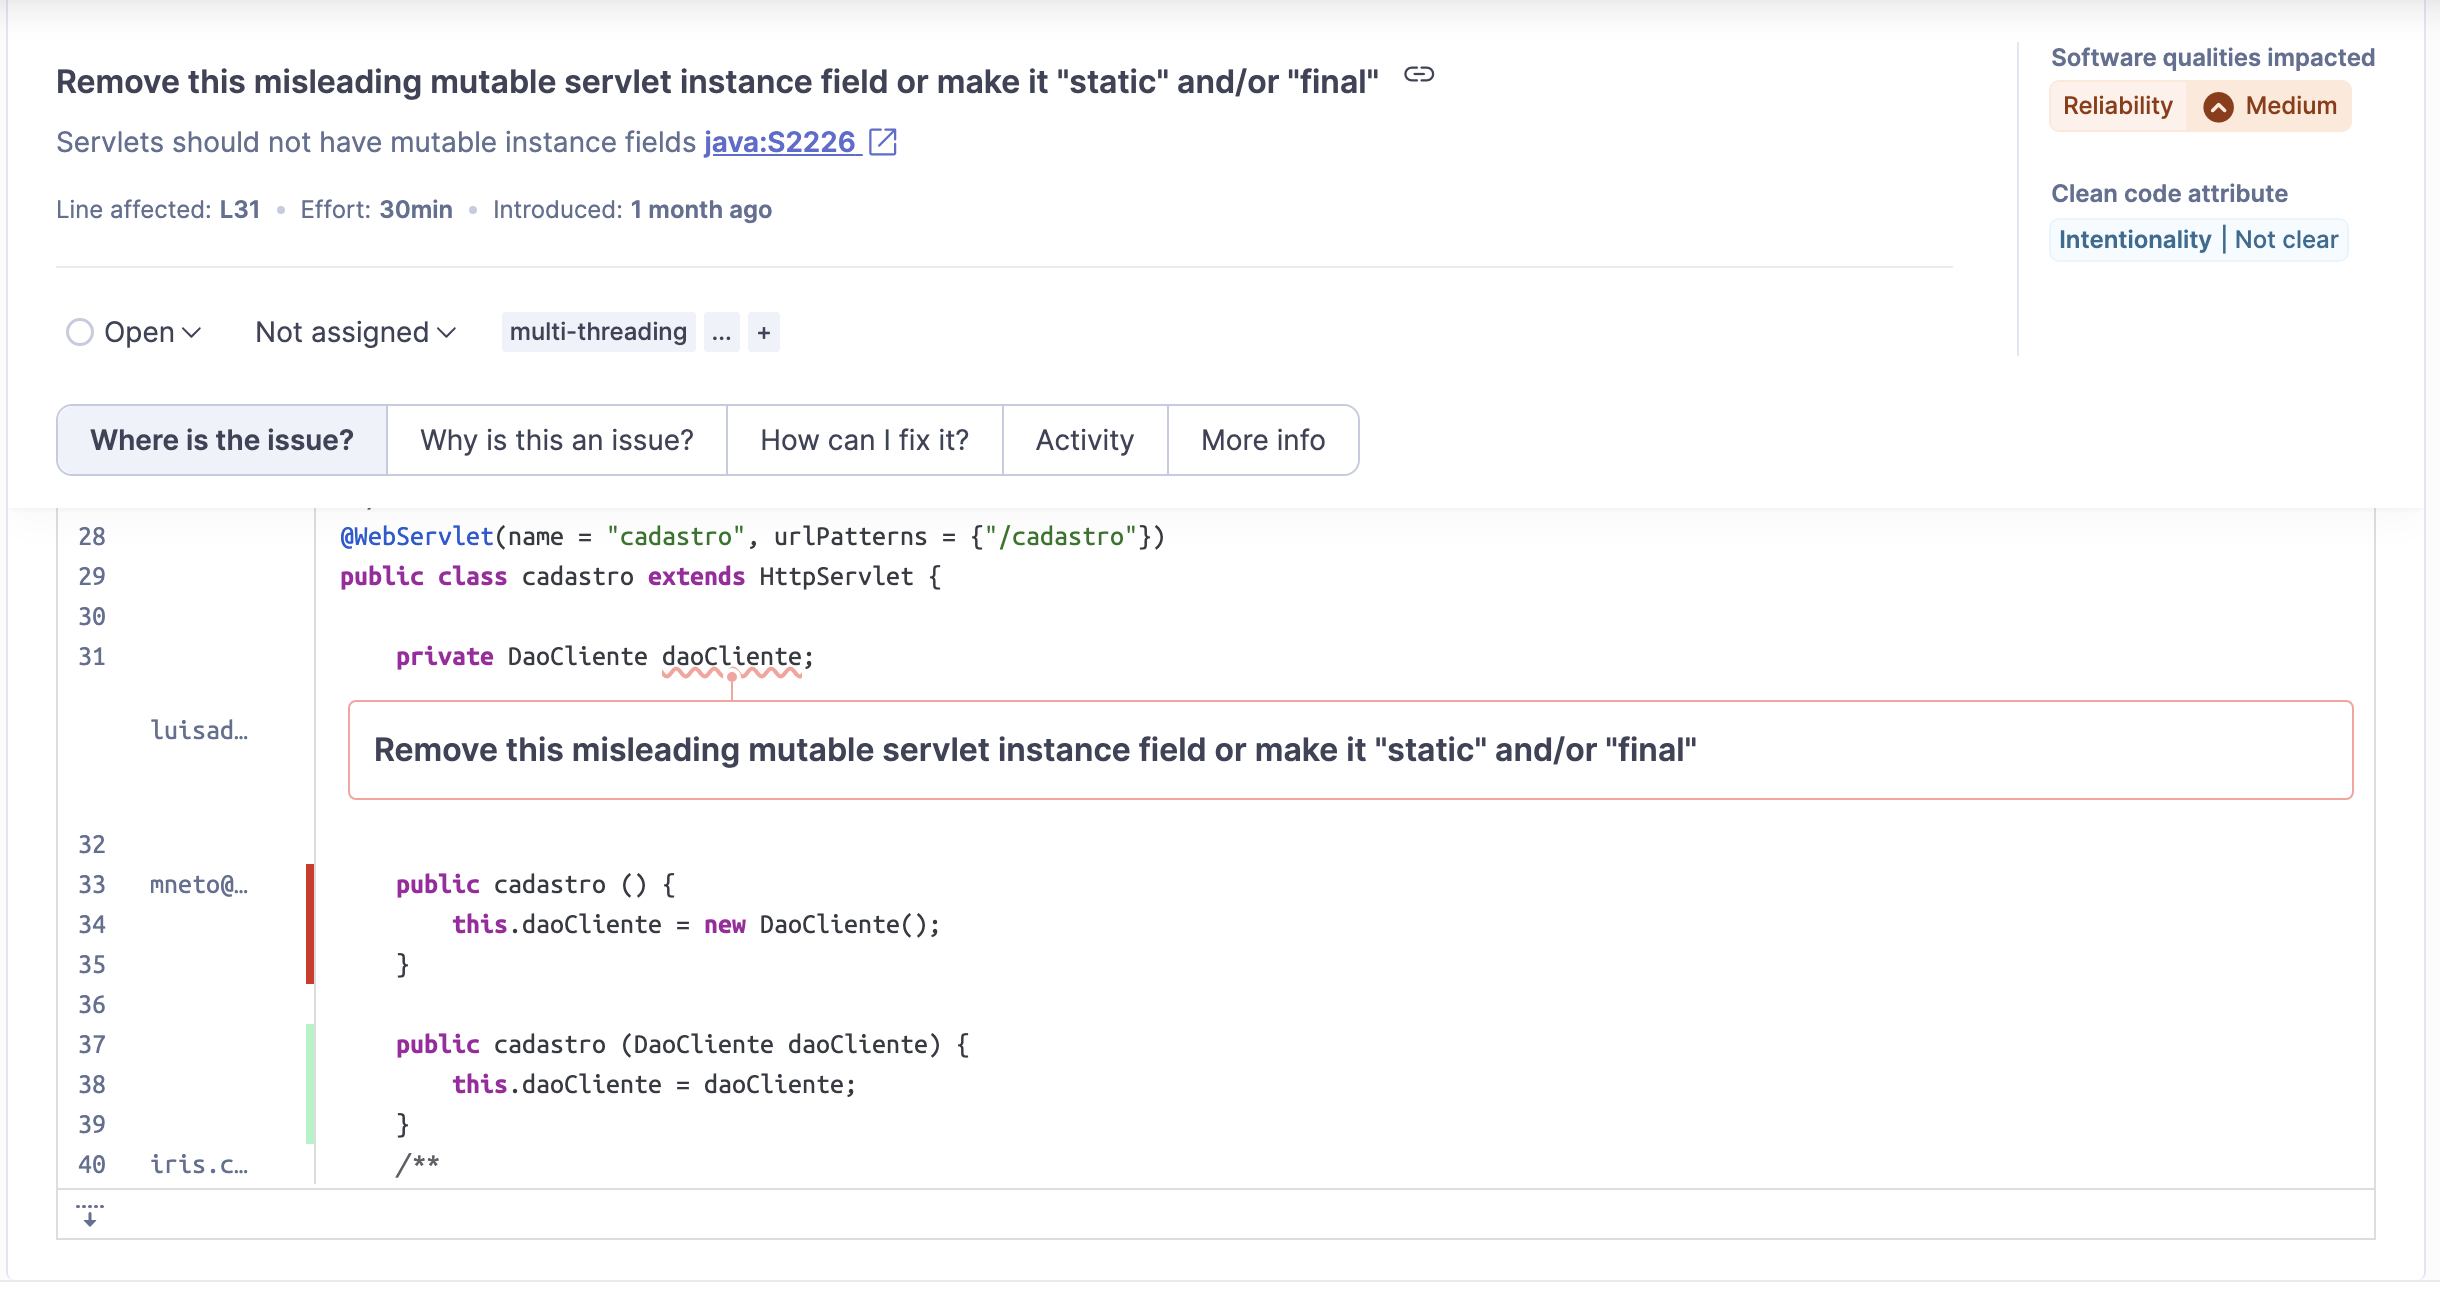 Remove this misleading mutable servlet instance field or make it "static" and/or "final"
Servlets should not have mutable instance fields java:S2226
Line affected: L31 • Effort: 30min • Introduced: 1 month ago
Software qualities impacted
Reliability Medium
Clean code attribute
Intentionality | Not clear
Open Not assigned multi-threading ... +
Where is the issue? Why is this an issue? How can I fix it? Activity More info
28 @WebServlet(name = "cadastro", urlPatterns = {"/cadastro"})
29 public class cadastro extends HttpServlet {
30
31 private DaoCliente daoCliente;
luisad…
Remove this misleading mutable servlet instance field or make it "static" and/or "final"
32
33 mneto@… public cadastro () {
34 this.daoCliente = new DaoCliente();
35 }
36
37 public cadastro (DaoCliente daoCliente) {
38 this.daoCliente = daoCliente;
39 }
40 iris.c… /**